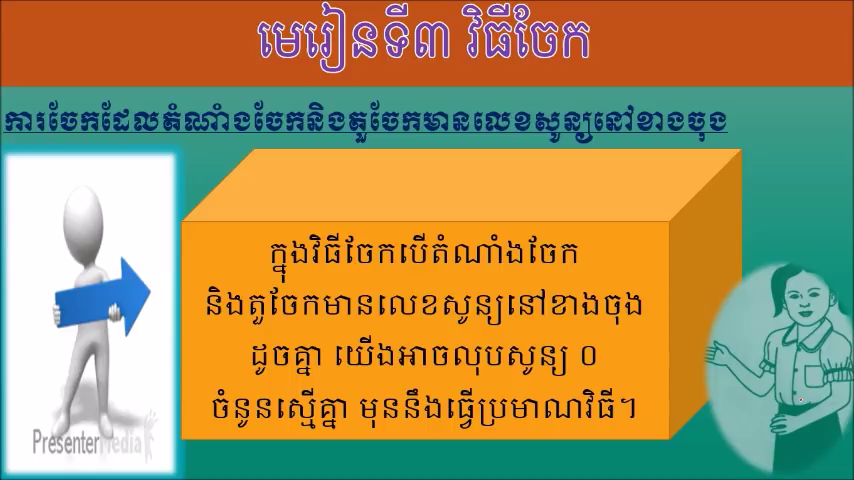 មេរៀនទី៣ វិធីចែក
ការចែកដែលតំណាំងចែកនិងតួចែកមានលេខសូន្យនៅខាងចុង
ក្នុងវិធីចែកបើតំណាំងចែក
និងតួចែកមានលេខសូន្យនៅខាងចុង
ដូចគ្នា យើងអាចលុបសូន្យ ០
ចំនួនស្មើគ្នា មុននឹងធ្វើប្រមាណវិធី។
PresenterMedia